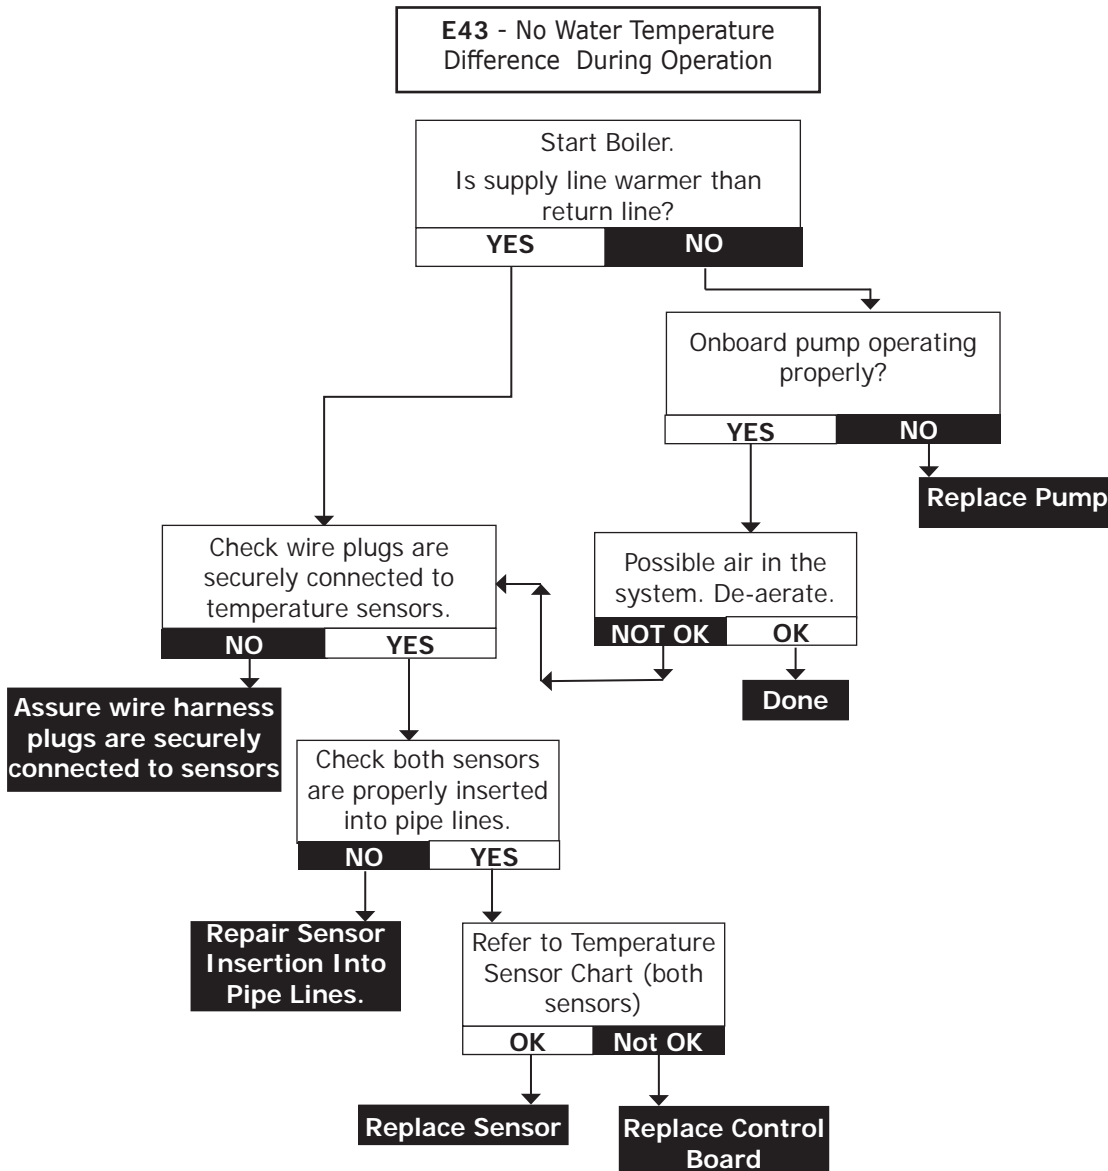 E43 - No Water Temperature
Difference During Operation
Start Boiler.
Is supply line warmer than
return line?
YES
NO
Onboard pump operating
properly?
YES
NO
Replace Pump
Check wire plugs are
securely connected to
temperature sensors.
NO
YES
Possible air in the
system. De-aerate.
NOT OK
OK
Done
Assure wire harness
plugs are securely
connected to sensors
Check both sensors
are properly inserted
into pipe lines.
NO
YES
Repair Sensor
Insertion Into
Pipe Lines.
Refer to Temperature
Sensor Chart (both
sensors)
OK
Not OK
Replace Sensor
Replace Control
Board